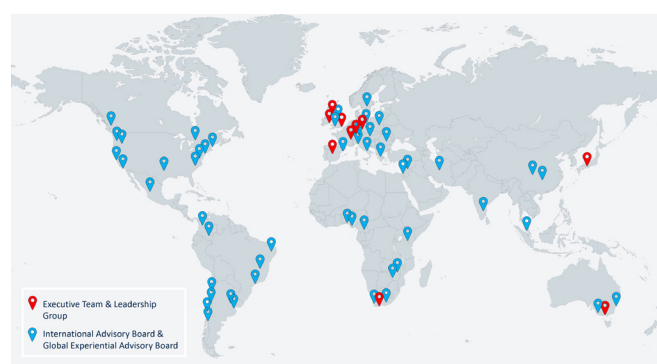 Executive Team & Leadership
Group
International Advisory Board &
Global Experiential Advisory Board